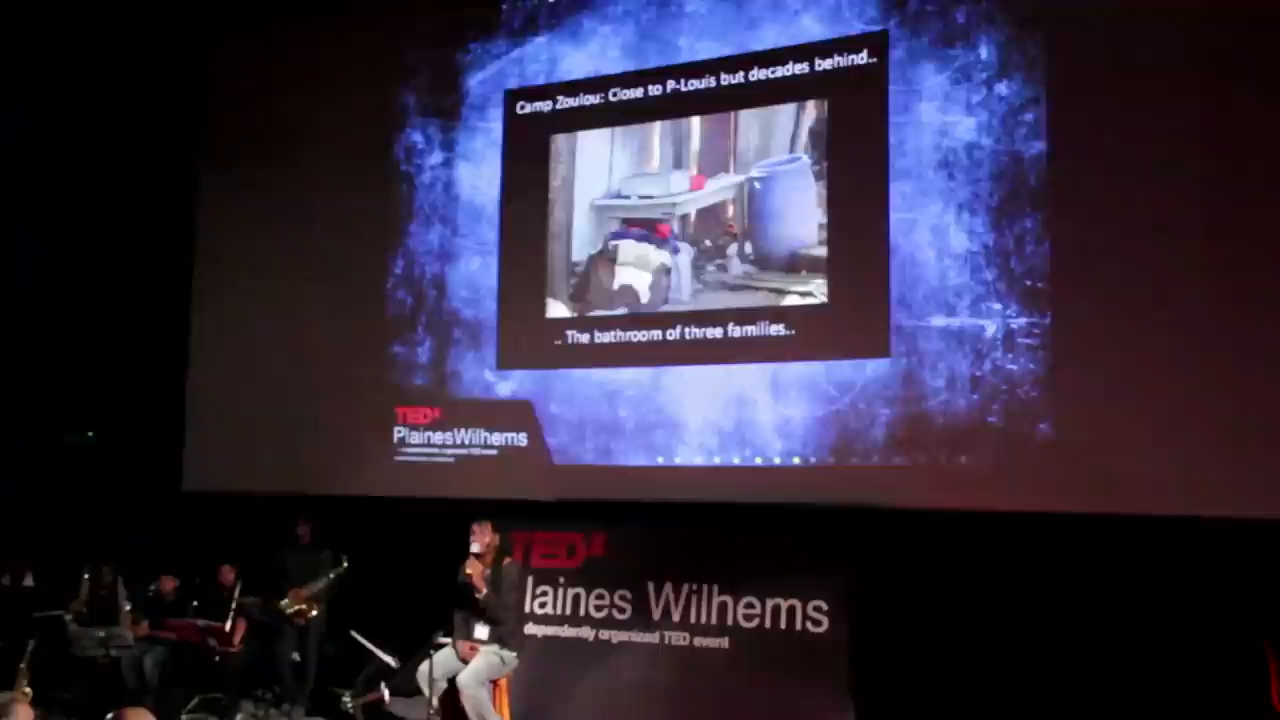 Camp Zoulou: Close to P-Louis but decades behind..
.. The bathroom of three families..
TEDx
PlainesWilhems
TEDx
laines Wilhems
dependently organized TED event